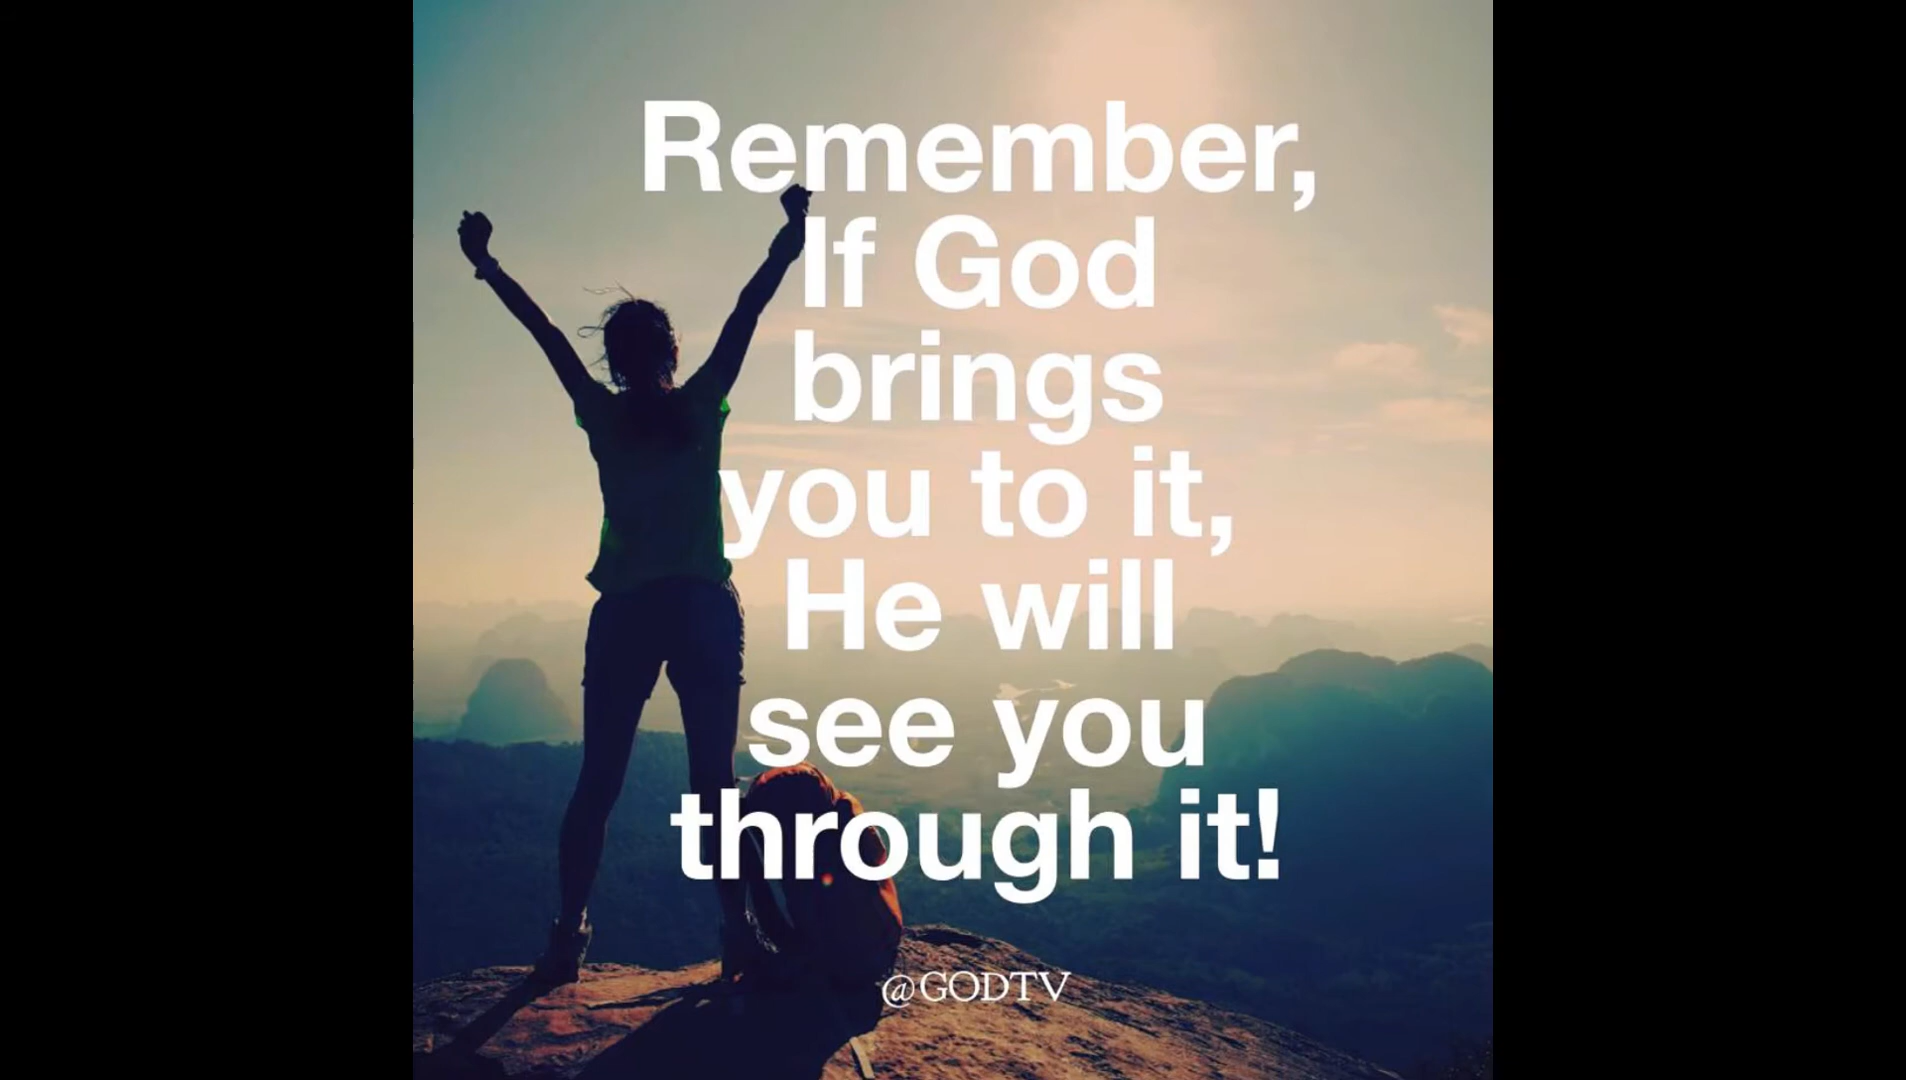 Remember,
If God
brings
you to it,
He will
see you
through it!
@GODTV